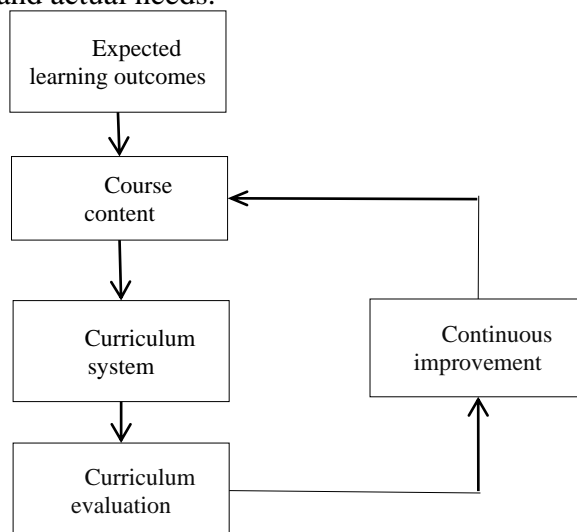 and actual needs.
Expected
learning outcomes
Course
content
Curriculum
system
Continuous
improvement
Curriculum
evaluation